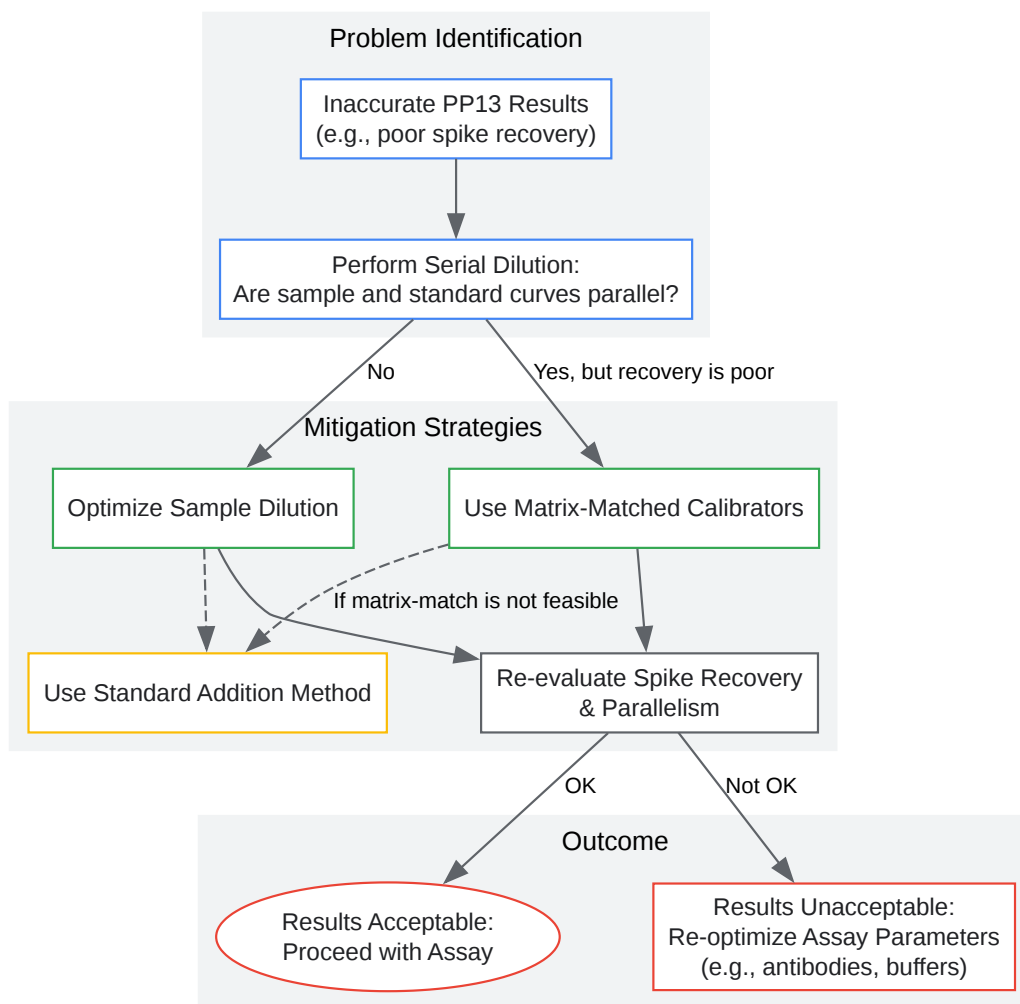 Problem Identification
Inaccurate PP13 Results
(e.g., poor spike recovery)
Perform Serial Dilution:
Are sample and standard curves parallel?
No
Yes, but recovery is poor
Mitigation Strategies
Optimize Sample Dilution
Use Matrix-Matched Calibrators
If matrix-match is not feasible
Use Standard Addition Method
Re-evaluate Spike Recovery
& Parallelism
OK
Not OK
Outcome
Results Acceptable:
Proceed with Assay
Results Unacceptable:
Re-optimize Assay Parameters
(e.g., antibodies, buffers)